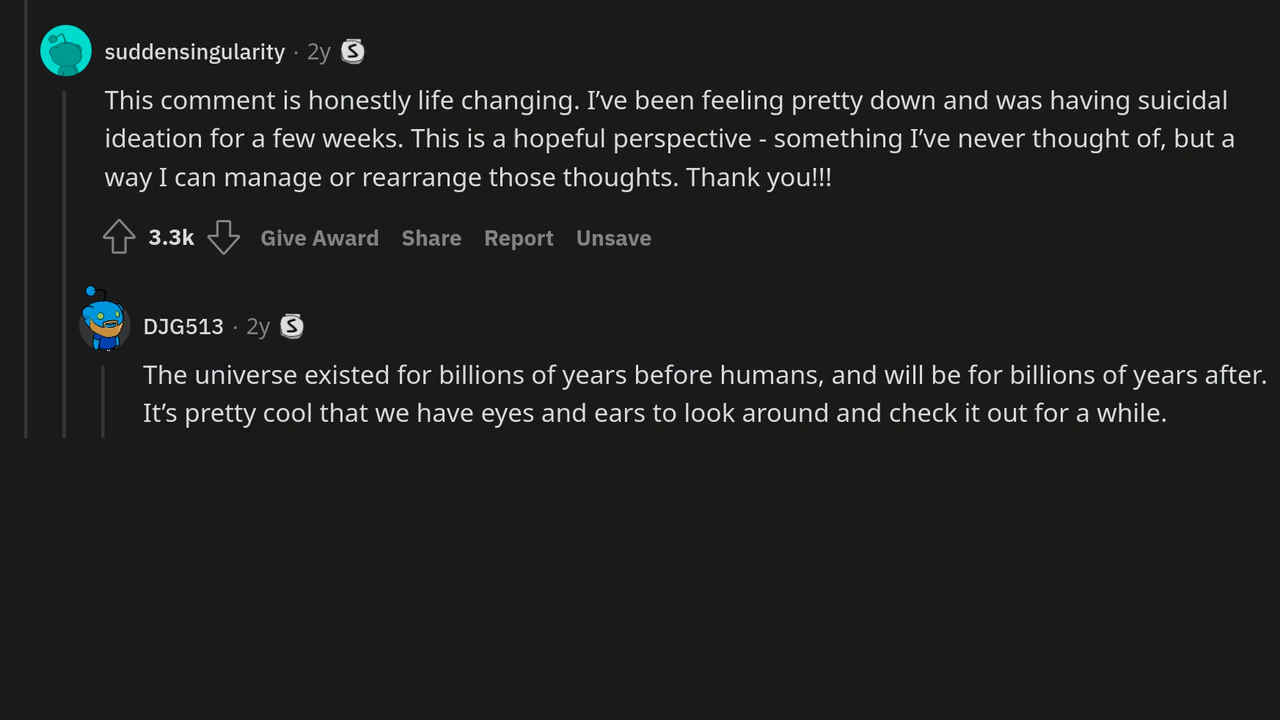 suddensingularity · 2y S
This comment is honestly life changing. I’ve been feeling pretty down and was having suicidal
ideation for a few weeks. This is a hopeful perspective - something I’ve never thought of, but a
way I can manage or rearrange those thoughts. Thank you!!!
3.3k Give Award Share Report Unsave
DJG513 · 2y S
The universe existed for billions of years before humans, and will be for billions of years after.
It’s pretty cool that we have eyes and ears to look around and check it out for a while.